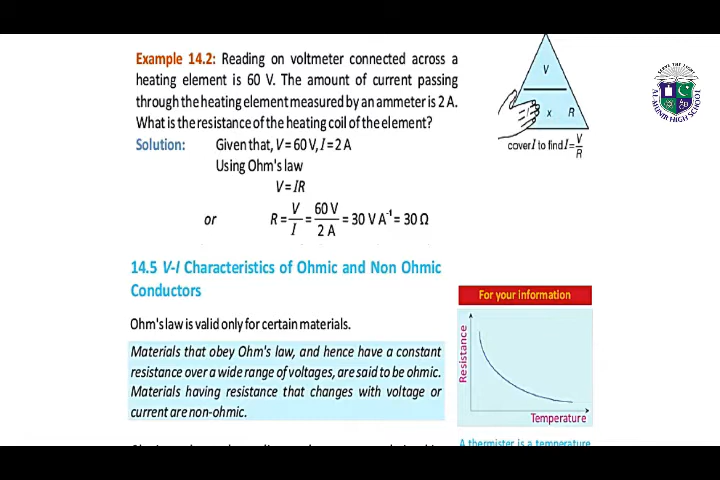 Example 14.2: Reading on voltmeter connected across a
heating element is 60 V. The amount of current passing
through the heating element measured by an ammeter is 2 A.
What is the resistance of the heating coil of the element?
Solution: Given that, V = 60 V, I = 2 A
Using Ohm's law
V = IR
or R = V/I = 60 V/2 A = 30 V A⁻¹ = 30 Ω
V
x R
cover I to find I = V/R
AL-MUNIR HIGH SCHOOL
14.5 V-I Characteristics of Ohmic and Non Ohmic
Conductors
Ohm's law is valid only for certain materials.
Materials that obey Ohm's law, and hence have a constant
resistance over a wide range of voltages, are said to be ohmic.
Materials having resistance that changes with voltage or
current are non-ohmic.
For your information
Resistance
Temperature
A thermister is a temperature